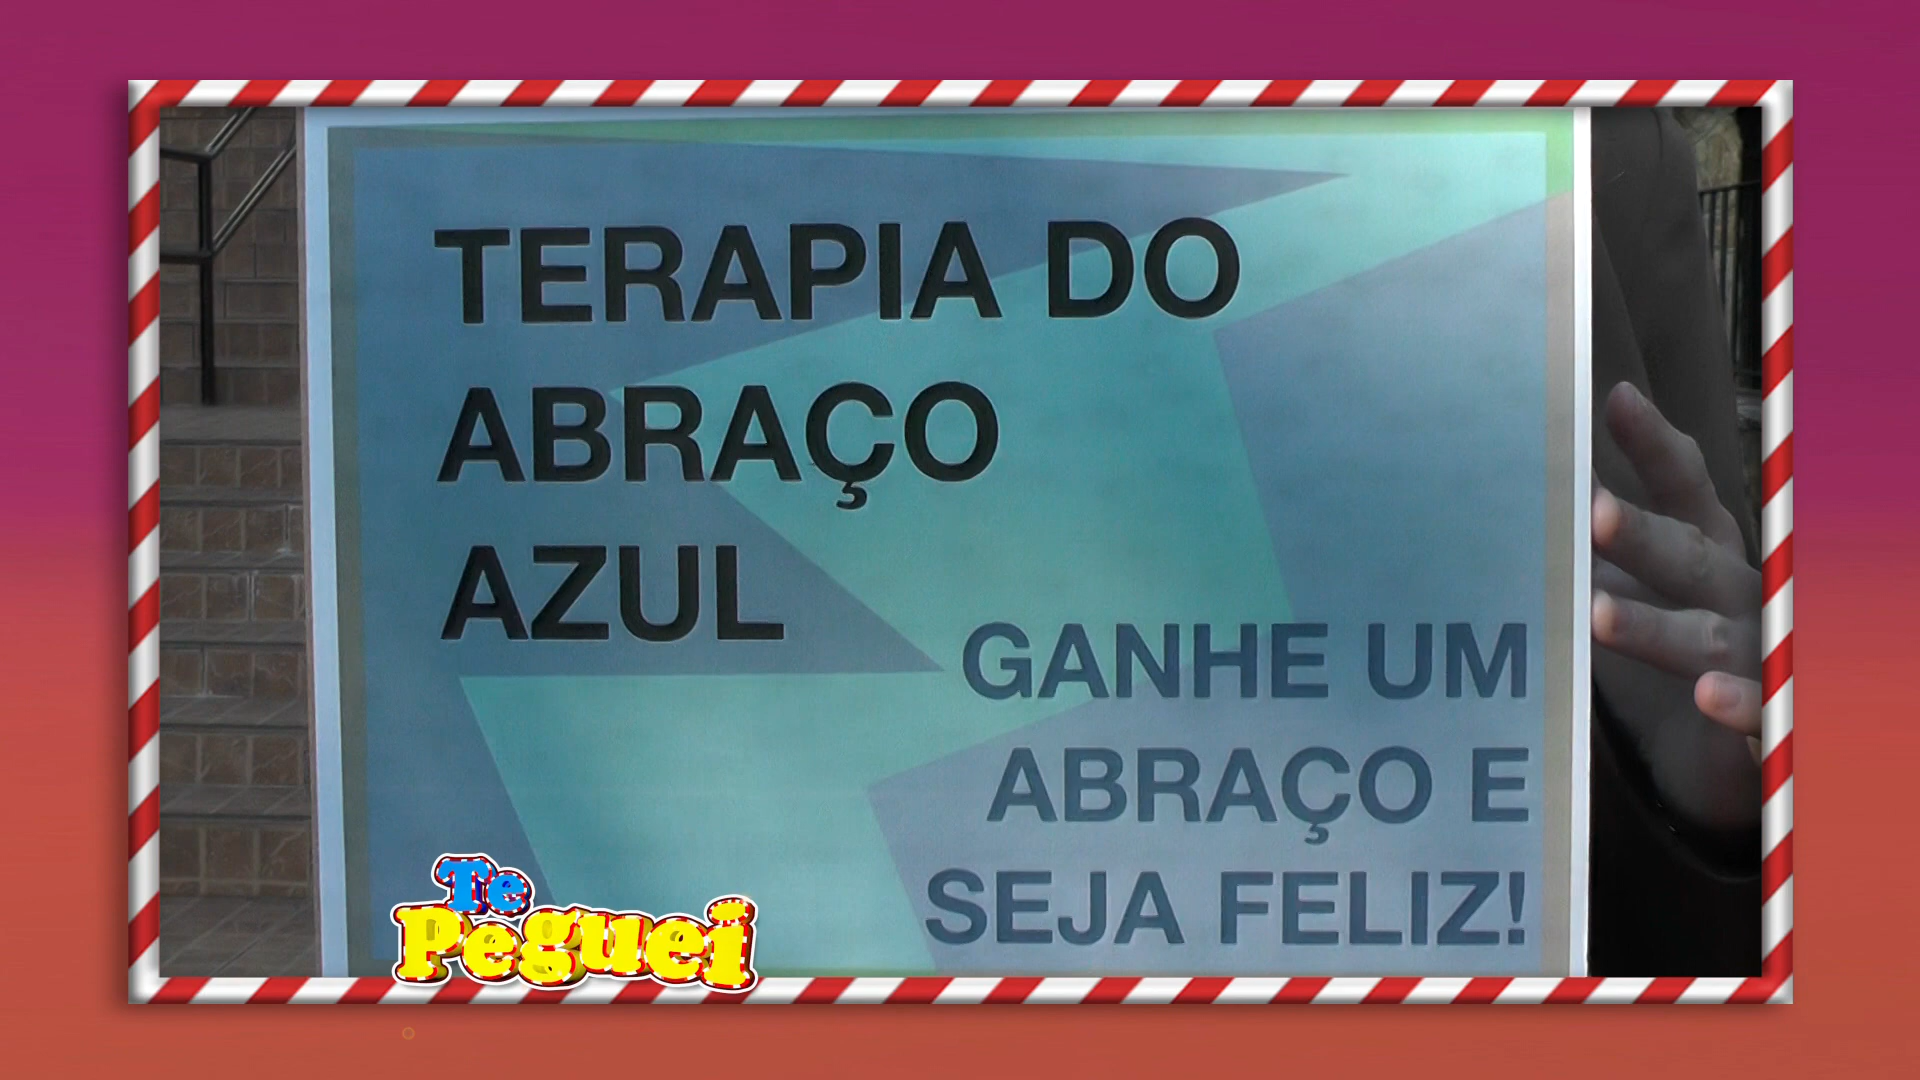 TERAPIA DO
ABRAÇO
AZUL
GANHE UM
ABRAÇO E
SEJA FELIZ!
Te
Peguei